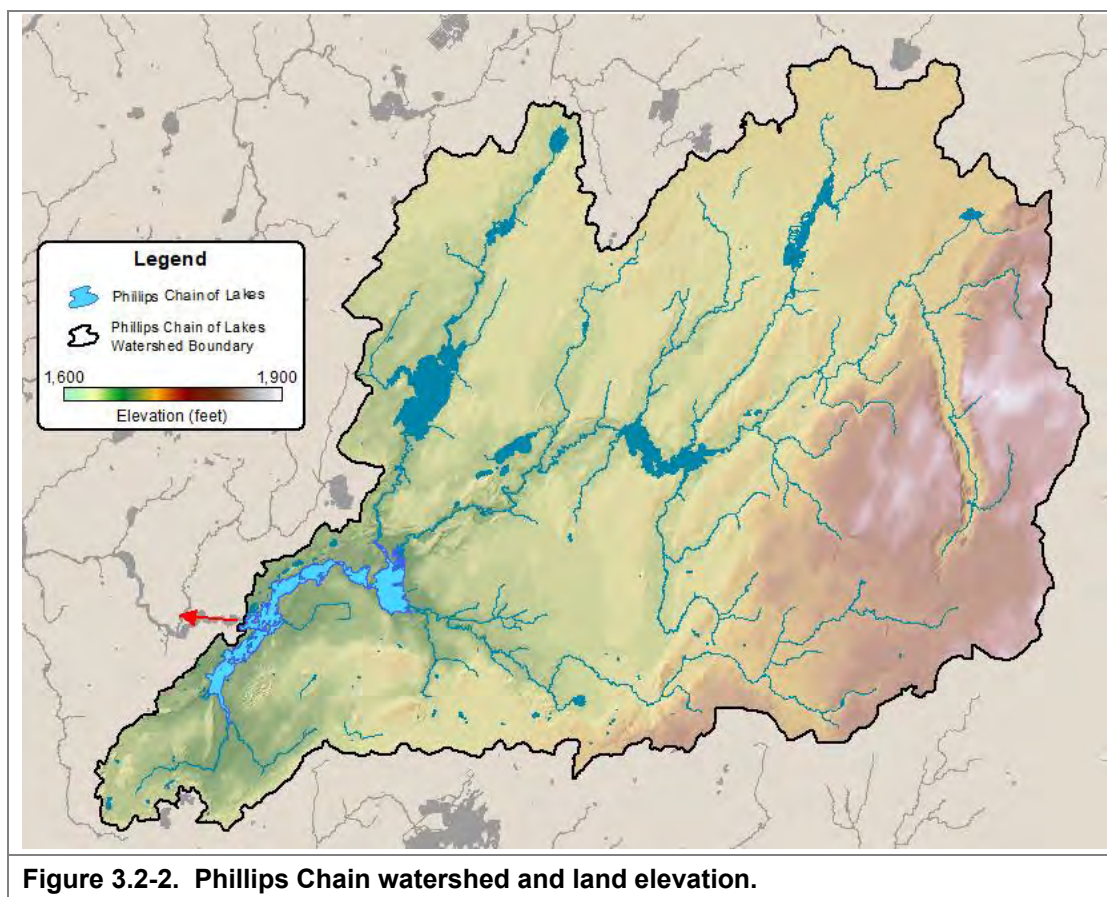 Legend
Phillips Chain of Lakes
Phillips Chain of Lakes
Watershed Boundary
1,600 1,900
Elevation (feet)
Figure 3.2-2. Phillips Chain watershed and land elevation.